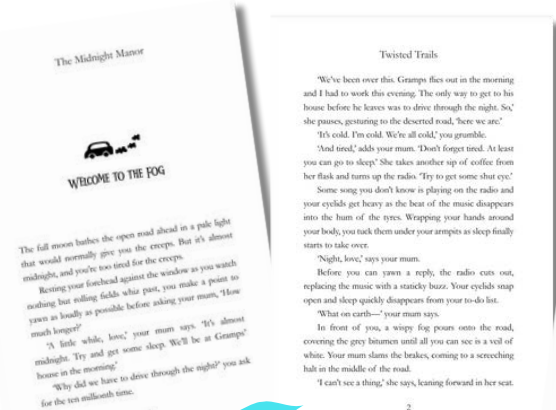 The Midnight Manor
WELCOME TO THE FOG
The full moon bathes the open road ahead in a pale light
that would normally give you the creeps. But it's almost
midnight, and you're too tired for the creeps.
Resting your forehead against the window as you watch
nothing but rolling fields whiz past, you make a point to
yawn as loudly as possible before asking your mum, 'How
much longer?'
'A little while, love,' your mum says. 'It's almost
midnight. Try and get some sleep. We'll be at Gramps'
house in the morning.'
'Why did we have to drive through the night?' you ask
for the ten millionth time.
Twisted Trails
'We've been over this. Gramps flies out in the morning
and I had to work this evening. The only way to get to his
house before he leaves was to drive through the night. So,'
she pauses, gesturing to the deserted road, 'here we are.'
'It's cold. I'm cold. We're all cold,' you grumble.
'And tired,' adds your mum. 'Don't forget tired. At least
you can go to sleep.' She takes another sip of coffee from
her flask and turns up the radio. 'Try to get some shut eye.'
Some song you don't know is playing on the radio and
your eyelids get heavy as the beat of the music disappears
into the hum of the tyres. Wrapping your hands around
your body, you tuck them under your armpits as sleep finally
starts to take over.
'Night, love,' says your mum.
Before you can yawn a reply, the radio cuts out,
replacing the music with a staticky buzz. Your eyelids snap
open and sleep quickly disappears from your to-do list.
'What on earth—' your mum says.
In front of you, a wispy fog pours onto the road,
covering the grey bitumen until all you can see is a veil of
white. Your mum slams the brakes, coming to a screeching
halt in the middle of the road.
'I can't see a thing,' she says, leaning forward in her seat.
2